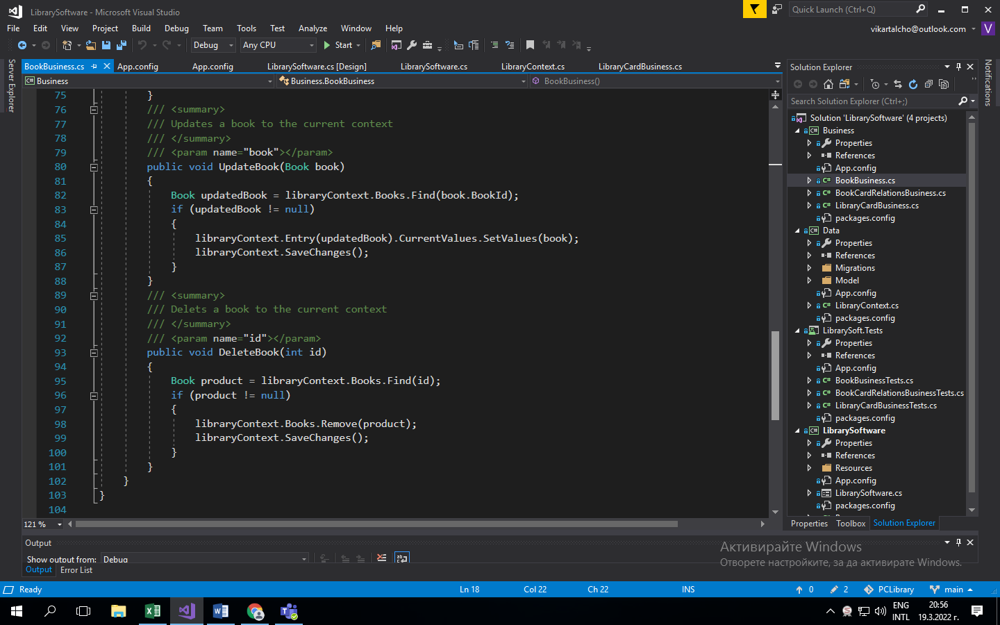 LibrarySoftware - Microsoft Visual Studio
Quick Launch (Ctrl+Q)
File Edit View Project Build Debug Team Tools Test Analyze Window Help
vikartalcho@outlook.com V
Debug Any CPU Start
Server Explorer
BookBusiness.cs App.config App.config LibrarySoftware.cs [Design] LibrarySoftware.cs LibraryContext.cs LibraryCardBusiness.cs
Business Business.BookBusiness BookBusiness()
75 }
76 /// <summary>
77 /// Updates a book to the current context
78 /// </summary>
79 /// <param name="book"></param>
80 public void UpdateBook(Book book)
81 {
82 Book updatedBook = libraryContext.Books.Find(book.BookId);
83 if (updatedBook != null)
84 {
85 libraryContext.Entry(updatedBook).CurrentValues.SetValues(book);
86 libraryContext.SaveChanges();
87 }
88 }
89 /// <summary>
90 /// Delets a book to the current context
91 /// </summary>
92 /// <param name="id"></param>
93 public void DeleteBook(int id)
94 {
95 Book product = libraryContext.Books.Find(id);
96 if (product != null)
97 {
98 libraryContext.Books.Remove(product);
99 libraryContext.SaveChanges();
100 }
101 }
102 }
103 }
104
121 %
Solution Explorer
Search Solution Explorer (Ctrl+;)
Solution 'LibrarySoftware' (4 projects)
C# Business
Properties
References
App.config
C# BookBusiness.cs
C# BookCardRelationsBusiness.cs
C# LibraryCardBusiness.cs
packages.config
C# Data
Properties
References
Migrations
Model
App.config
C# LibraryContext.cs
packages.config
LibrarySoft.Tests
Properties
References
App.config
C# BookBusinessTests.cs
C# BookCardRelationsBusinessTests.cs
C# LibraryCardBusinessTests.cs
packages.config
C# LibrarySoftware
Properties
References
Resources
App.config
LibrarySoftware.cs
packages.config
Properties Toolbox Solution Explorer
Notifications
Output
Show output from: Debug
Output Error List
Активирайте Windows
Отворете настройките, за да активирате Windows.
Ready Ln 18 Col 22 Ch 22 INS 0 2 PCLibrary main
ENG
INTL
20:56
19.3.2022 г.